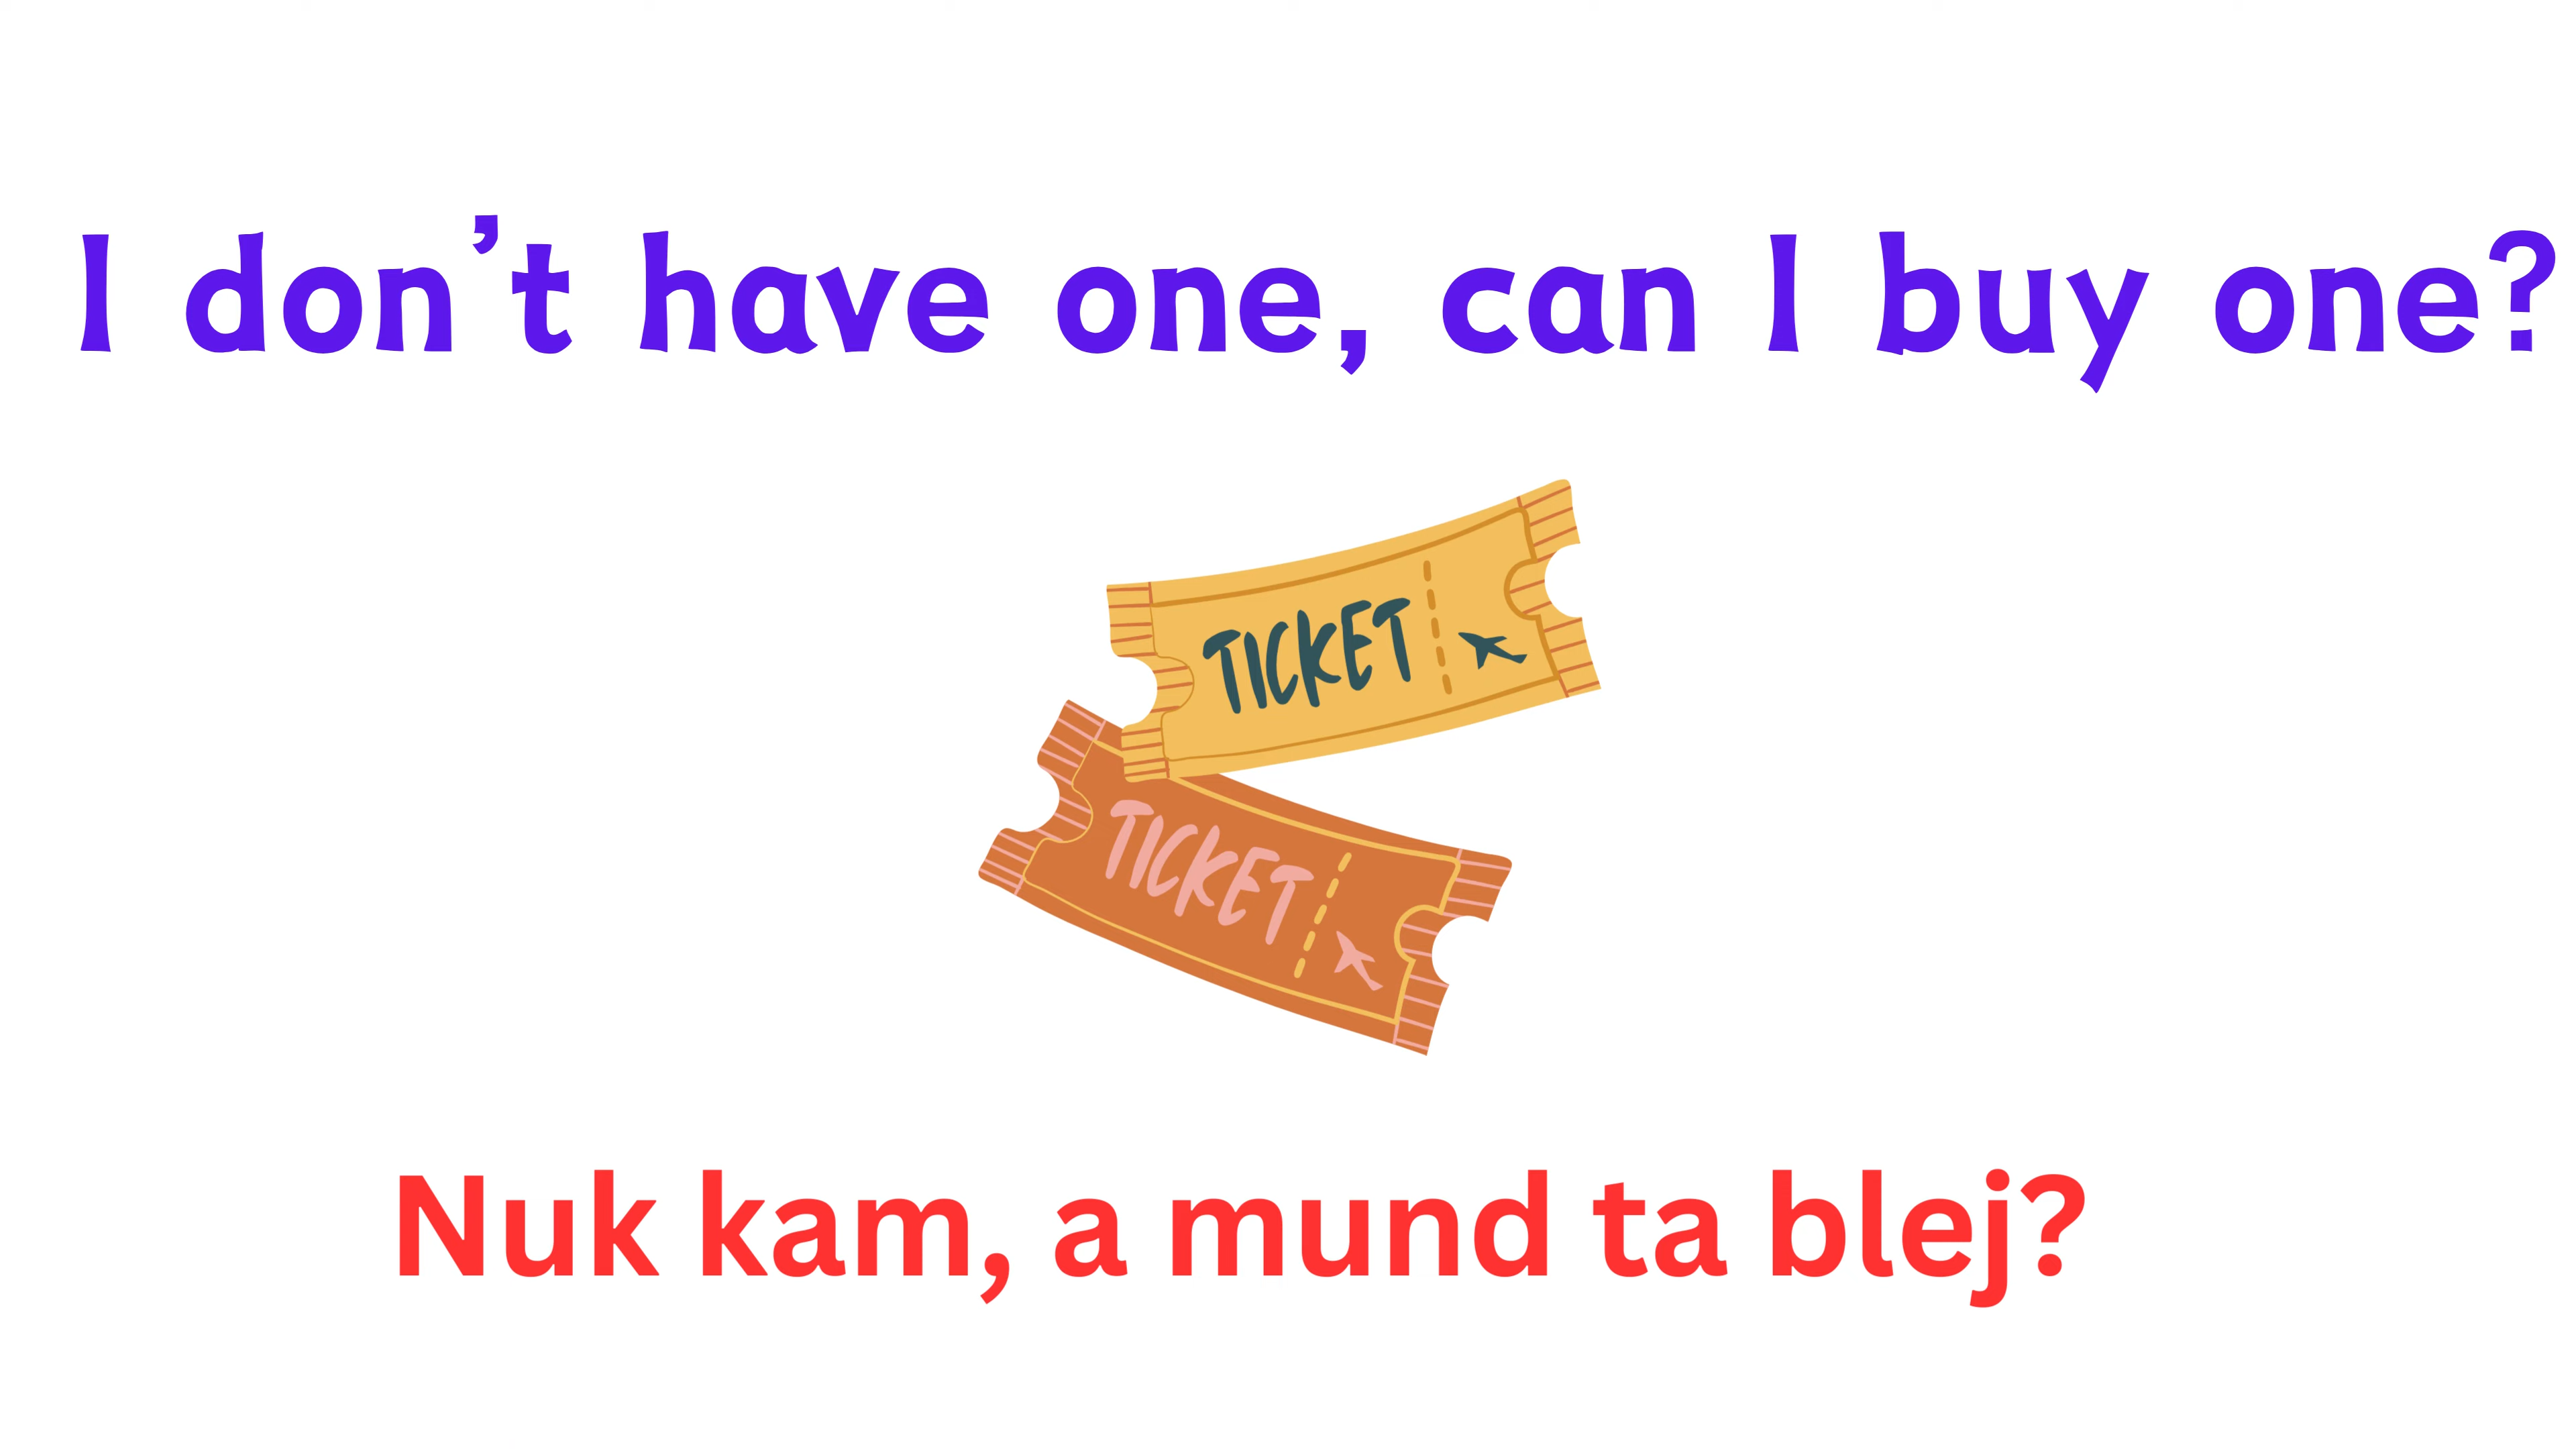 I don’t have one, can I buy one?
TICKET
TICKET
Nuk kam, a mund ta blej?